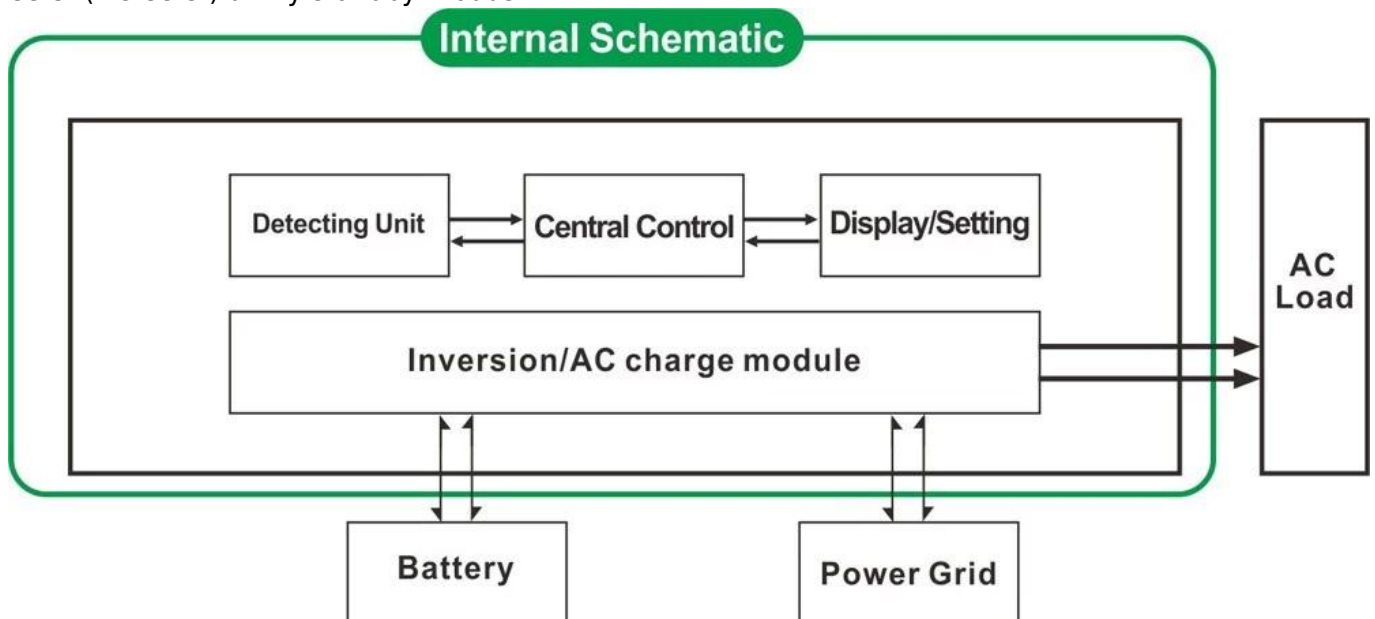 Internal Schematic
Detecting Unit
Central Control
Display/Setting
AC
Load
Inversion/AC charge module
Battery
Power Grid